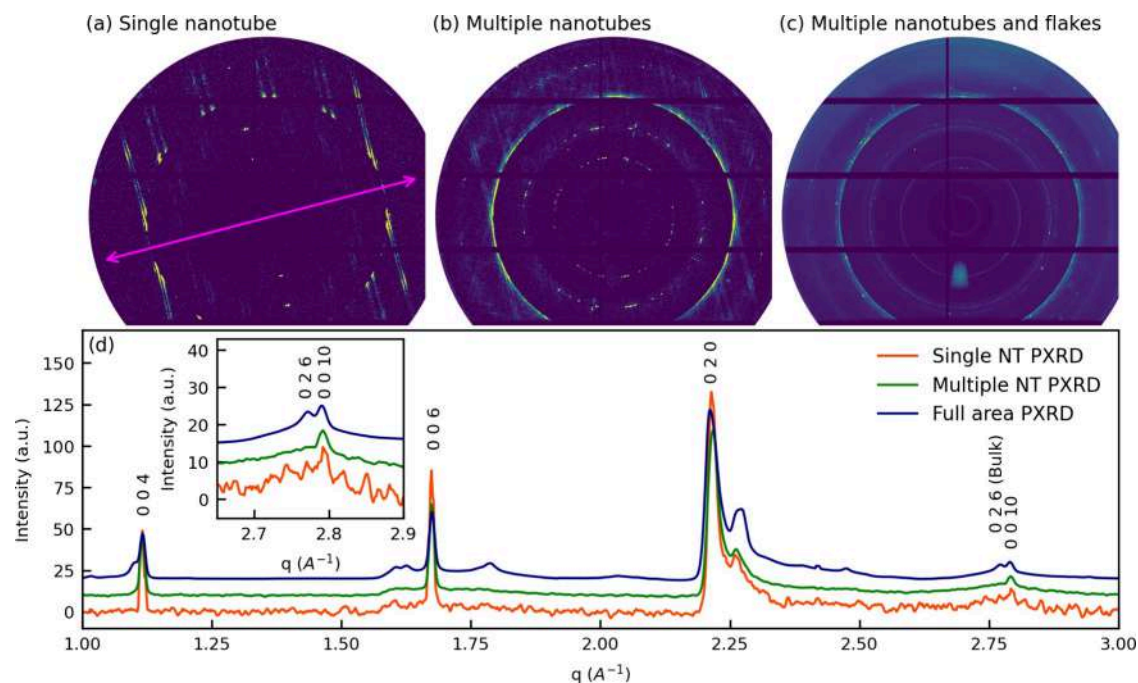 (a) Single nanotube
(b) Multiple nanotubes
(c) Multiple nanotubes and flakes
(d)
Intensity (a.u.)
150
125
100
75
50
25
0
0 0 4
Intensity (a.u.)
40
30
20
10
0
0 2 6
0 0 10
2.7 2.8 2.9
q (A⁻¹)
0 0 6
0 2 0
Single NT PXRD
Multiple NT PXRD
Full area PXRD
0 2 6 (Bulk)
0 0 10
1.00 1.25 1.50 1.75 2.00 2.25 2.50 2.75 3.00
q (A⁻¹)